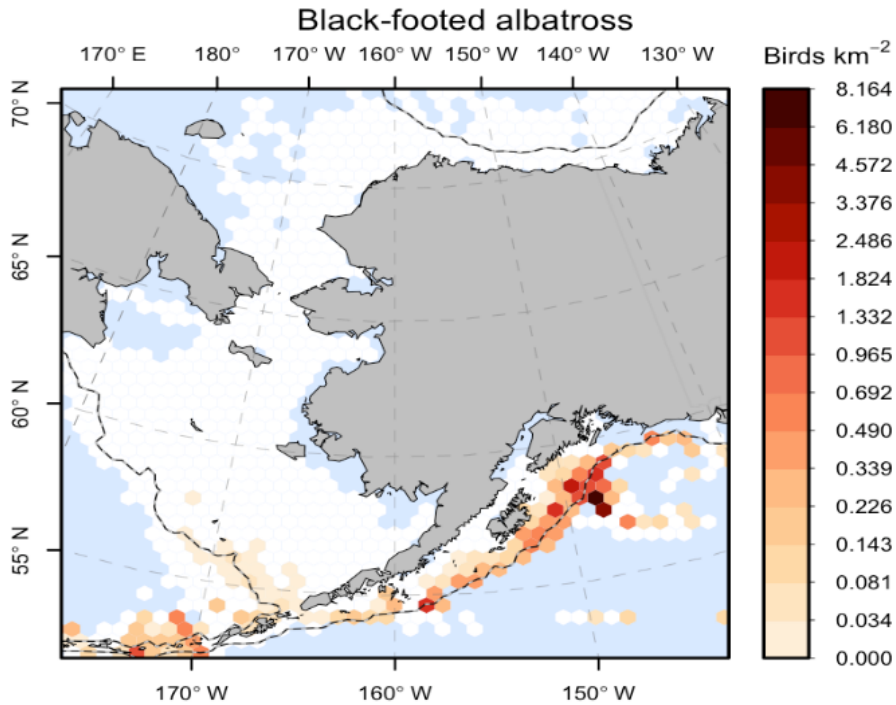 Black-footed albatross
170° E 180° 170° W 160° W 150° W 140° W 130° W
Birds km⁻²
70° N
65° N
60° N
55° N
8.164
6.180
4.572
3.376
2.486
1.824
1.332
0.965
0.692
0.490
0.339
0.226
0.143
0.081
0.034
0.000
170° W 160° W 150° W